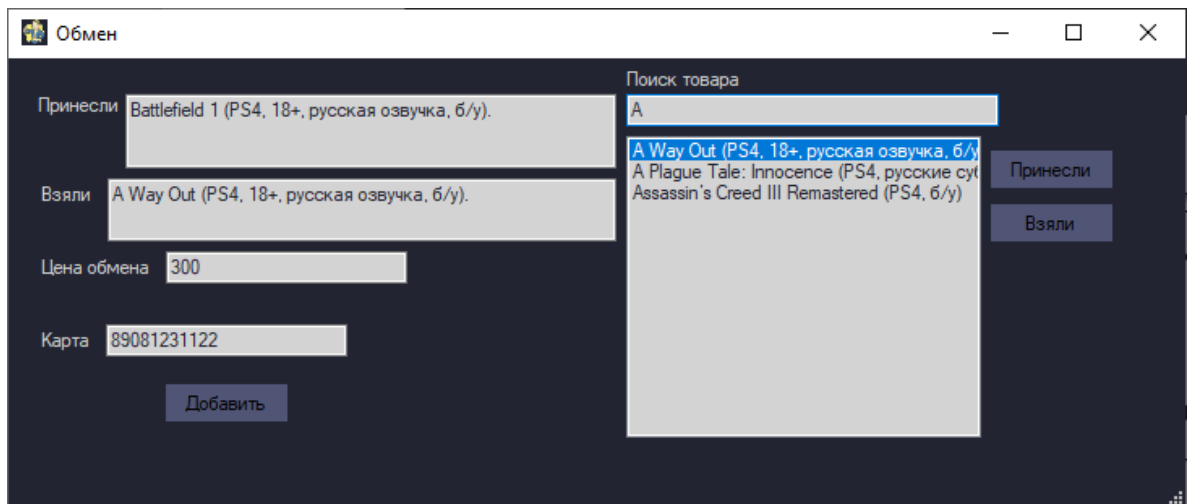 Обмен
Принесли
Battlefield 1 (PS4, 18+, русская озвучка, б/у).
Взяли
A Way Out (PS4, 18+, русская озвучка, б/у).
Цена обмена
300
Карта
89081231122
Добавить
Поиск товара
A
A Way Out (PS4, 18+, русская озвучка, б/у
A Plague Tale: Innocence (PS4, русские суб
Assassin's Creed III Remastered (PS4, б/у)
Принесли
Взяли